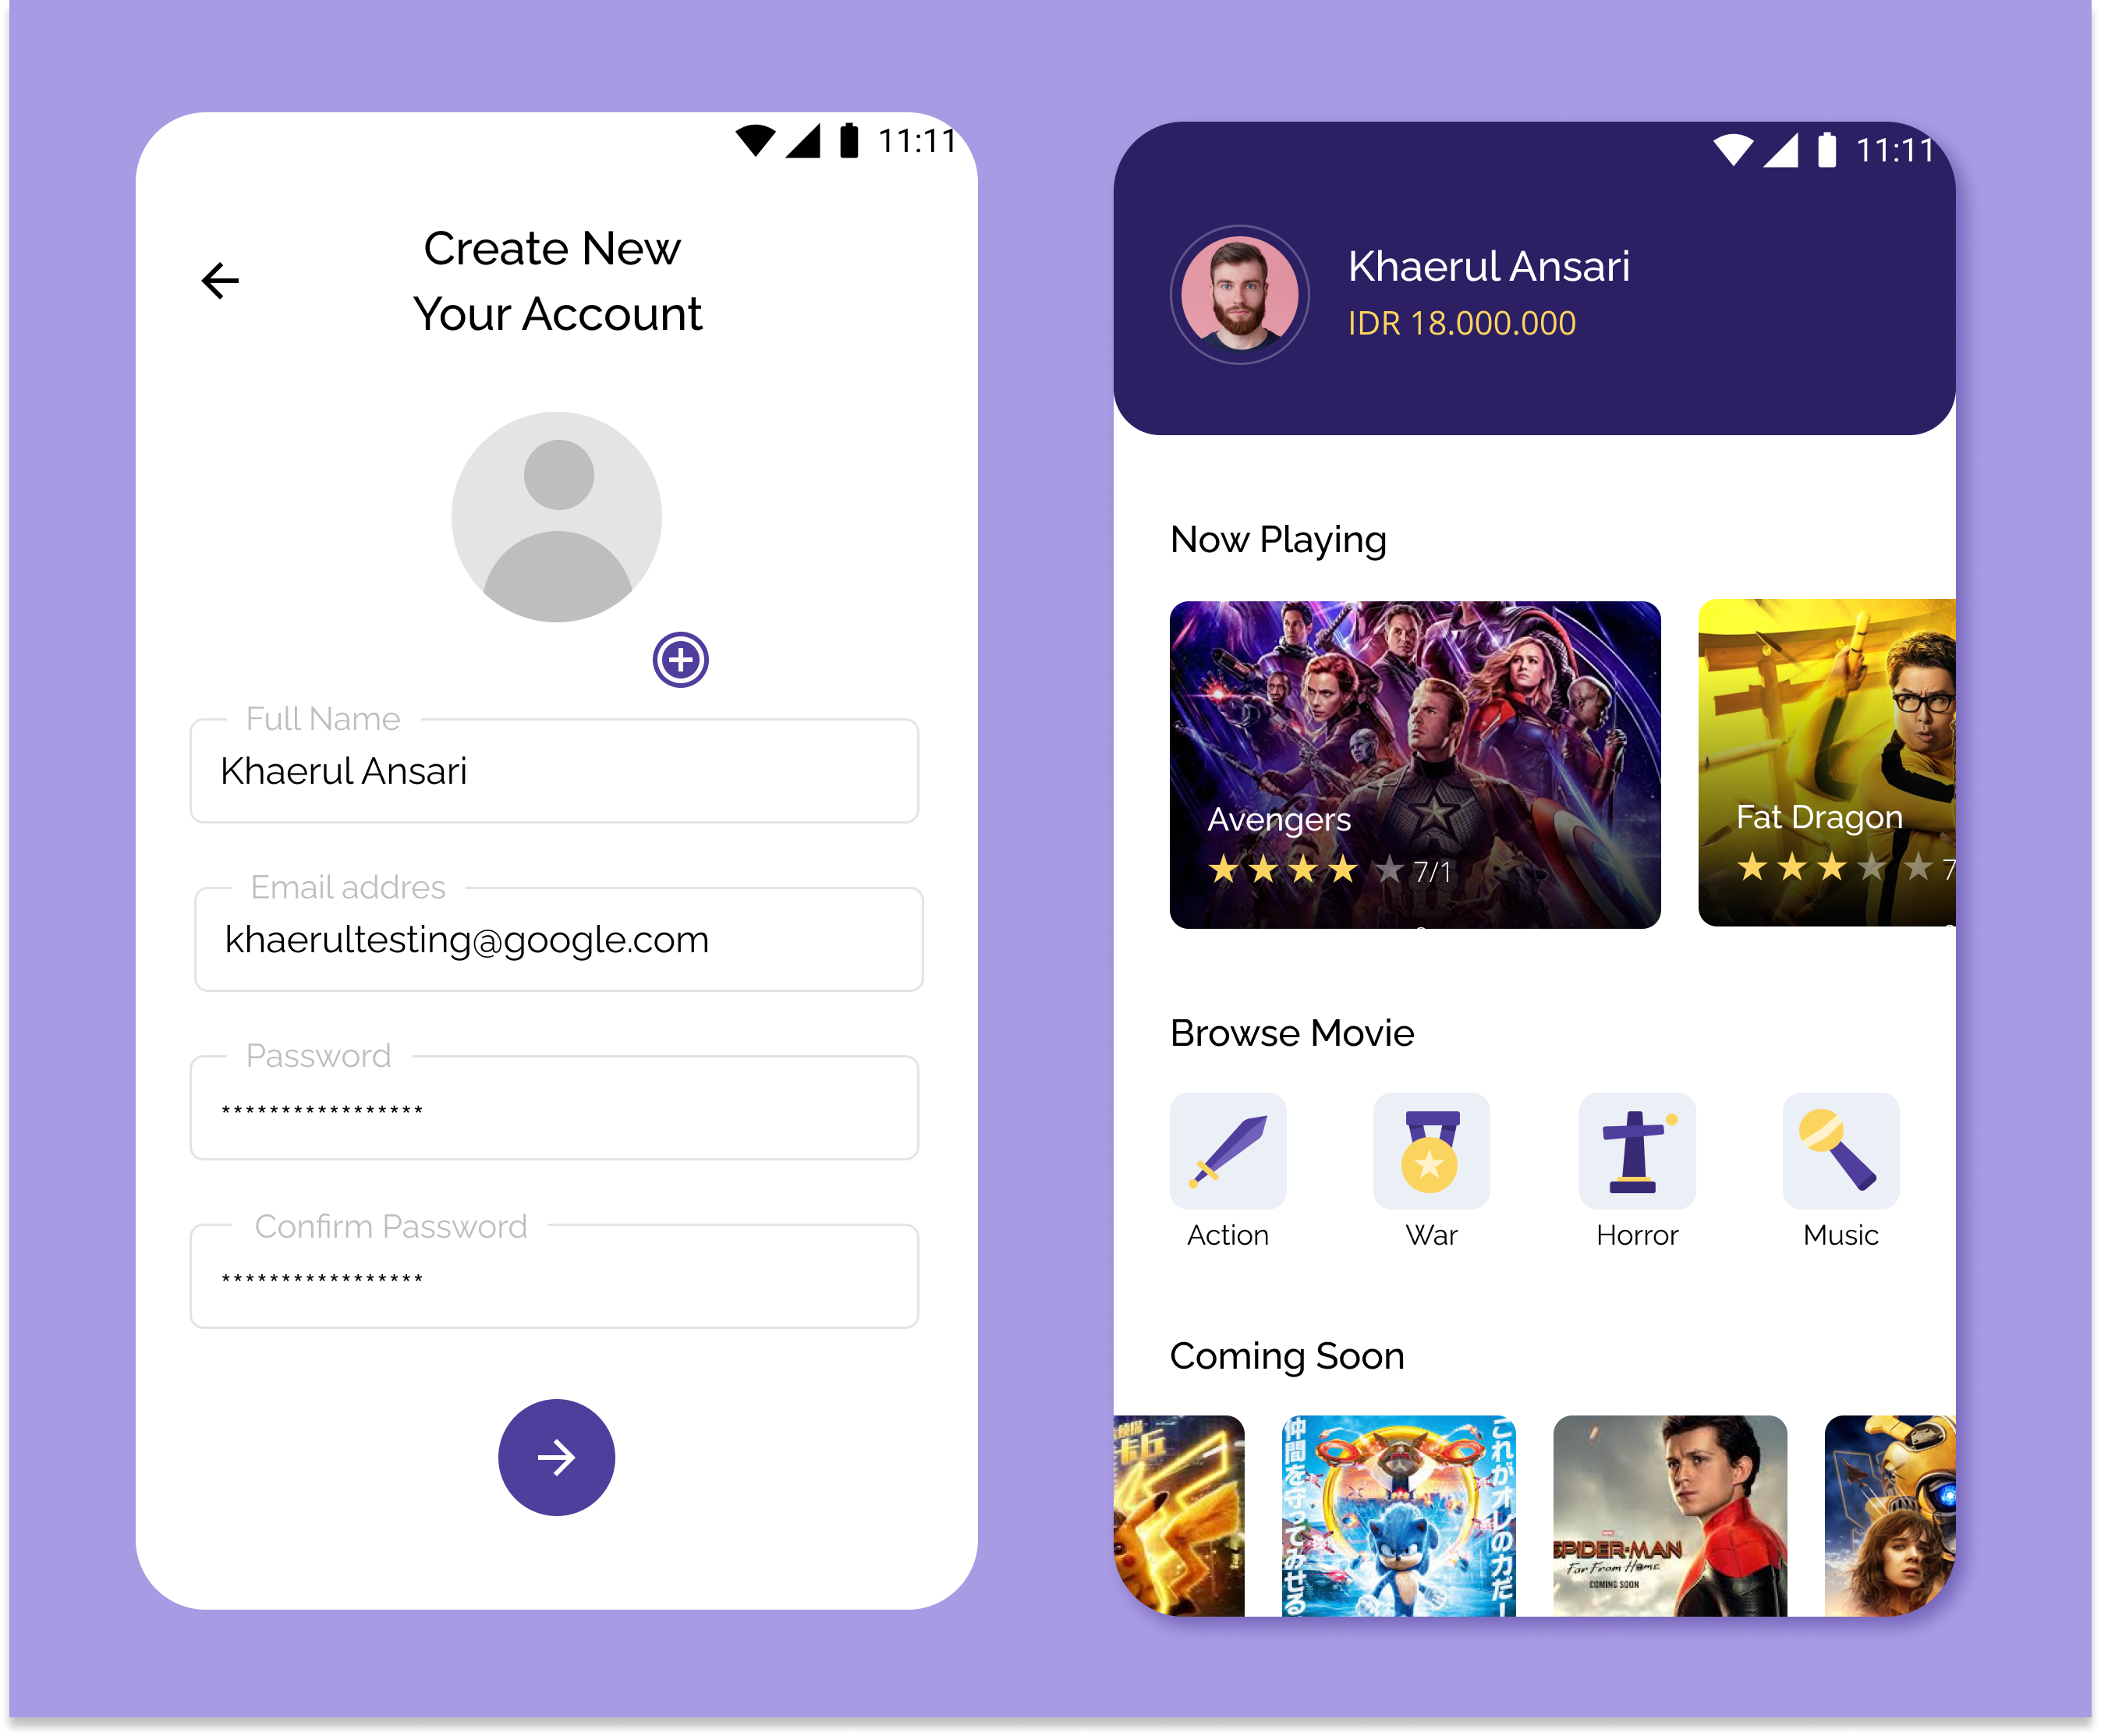 11:11
Create New
Your Account
Full Name
Khaerul Ansari
Email addres
khaerultesting@google.com
Password
*****************
Confirm Password
*****************
11:11
Khaerul Ansari
IDR 18.000.000
Now Playing
Avengers
7/1
Fat Dragon
7
Browse Movie
Action
War
Horror
Music
Coming Soon
仲間を守ってみせる
これがオレの力だー
SPIDER-MAN
Far From Home
COMING SOON